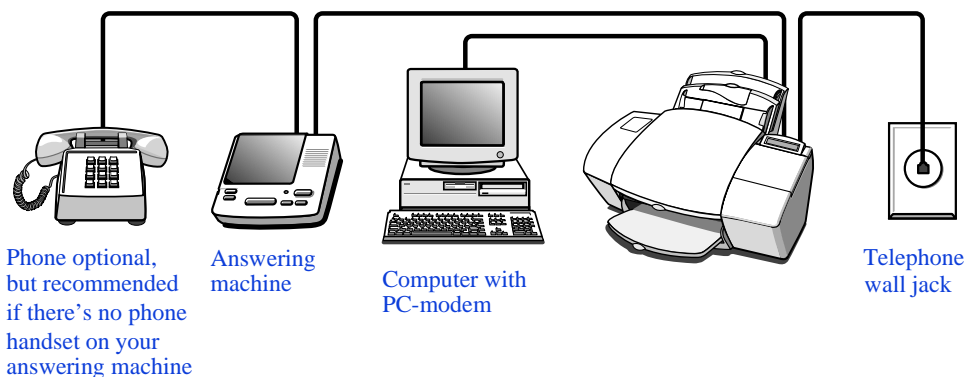 Phone optional,
but recommended
if there’s no phone
handset on your
answering machine
Answering
machine
Computer with
PC-modem
Telephone
wall jack